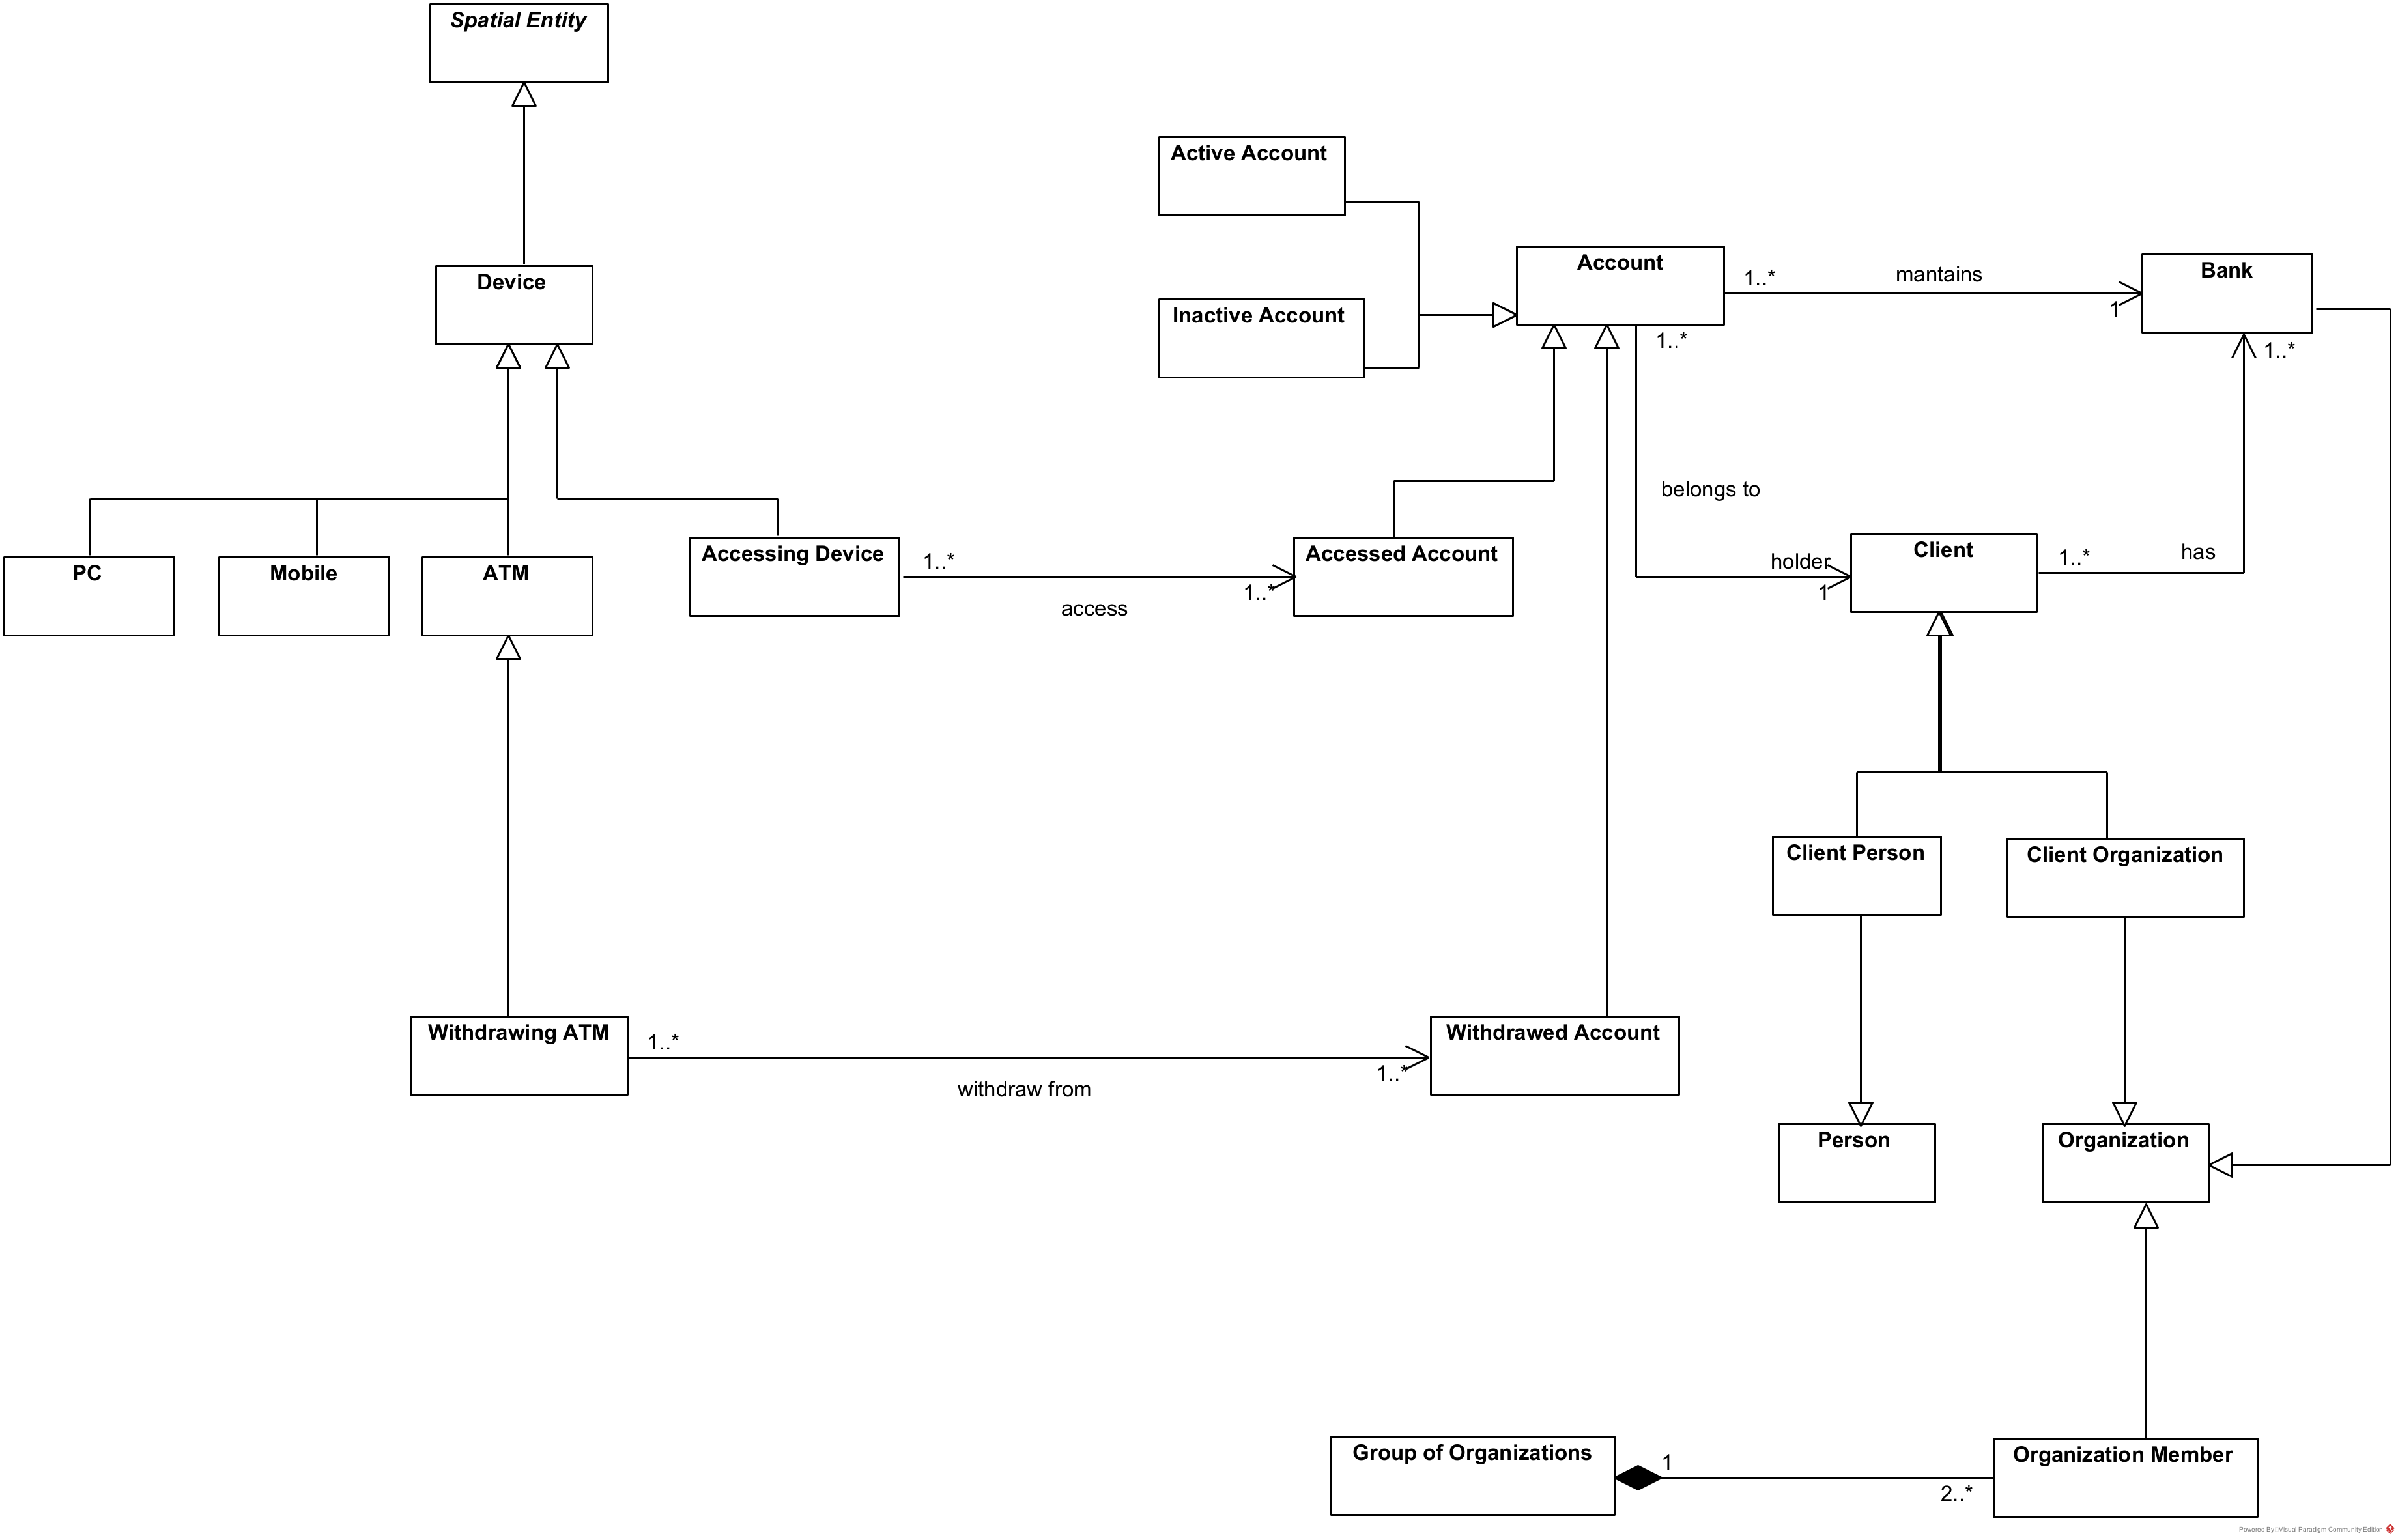 Spatial Entity
Active Account
Account
Bank
Device
Inactive Account
1..*
mantains
1
1..*
1..*
belongs to
PC
Mobile
ATM
Accessing Device
1..*
access
1..*
Accessed Account
holder
1
Client
1..*
has
Client Person
Client Organization
Withdrawing ATM
1..*
withdraw from
1..*
Withdrawed Account
Person
Organization
Group of Organizations
1
2..*
Organization Member
Powered By: Visual Paradigm Community Edition